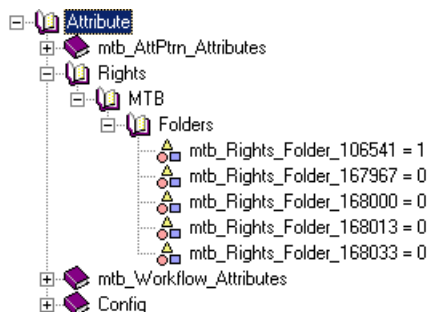 Attribute
mtb_AttPtrn_Attributes
Rights
MTB
Folders
mtb_Rights_Folder_106541 = 1
mtb_Rights_Folder_167967 = 0
mtb_Rights_Folder_168000 = 0
mtb_Rights_Folder_168013 = 0
mtb_Rights_Folder_168033 = 0
mtb_Workflow_Attributes
Config